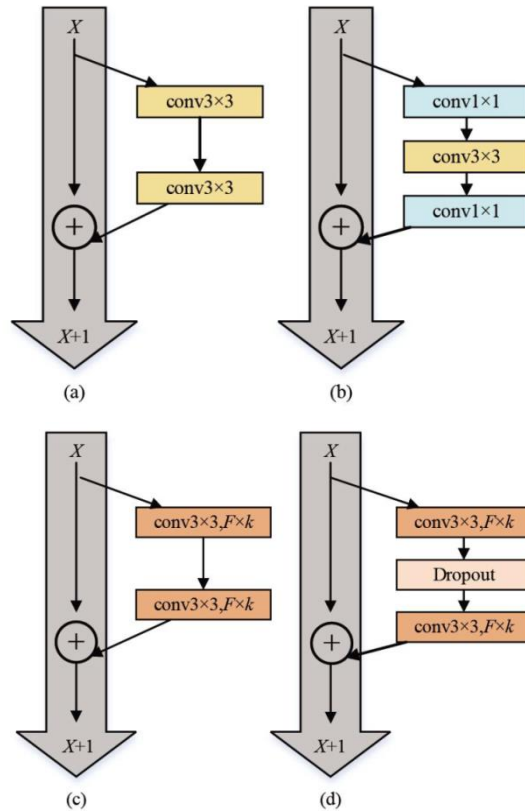 X
conv3×3
conv3×3
+
X+1
(a)
X
conv1×1
conv3×3
conv1×1
+
X+1
(b)
X
conv3×3,F×k
conv3×3,F×k
+
X+1
(c)
X
conv3×3,F×k
Dropout
conv3×3,F×k
+
X+1
(d)